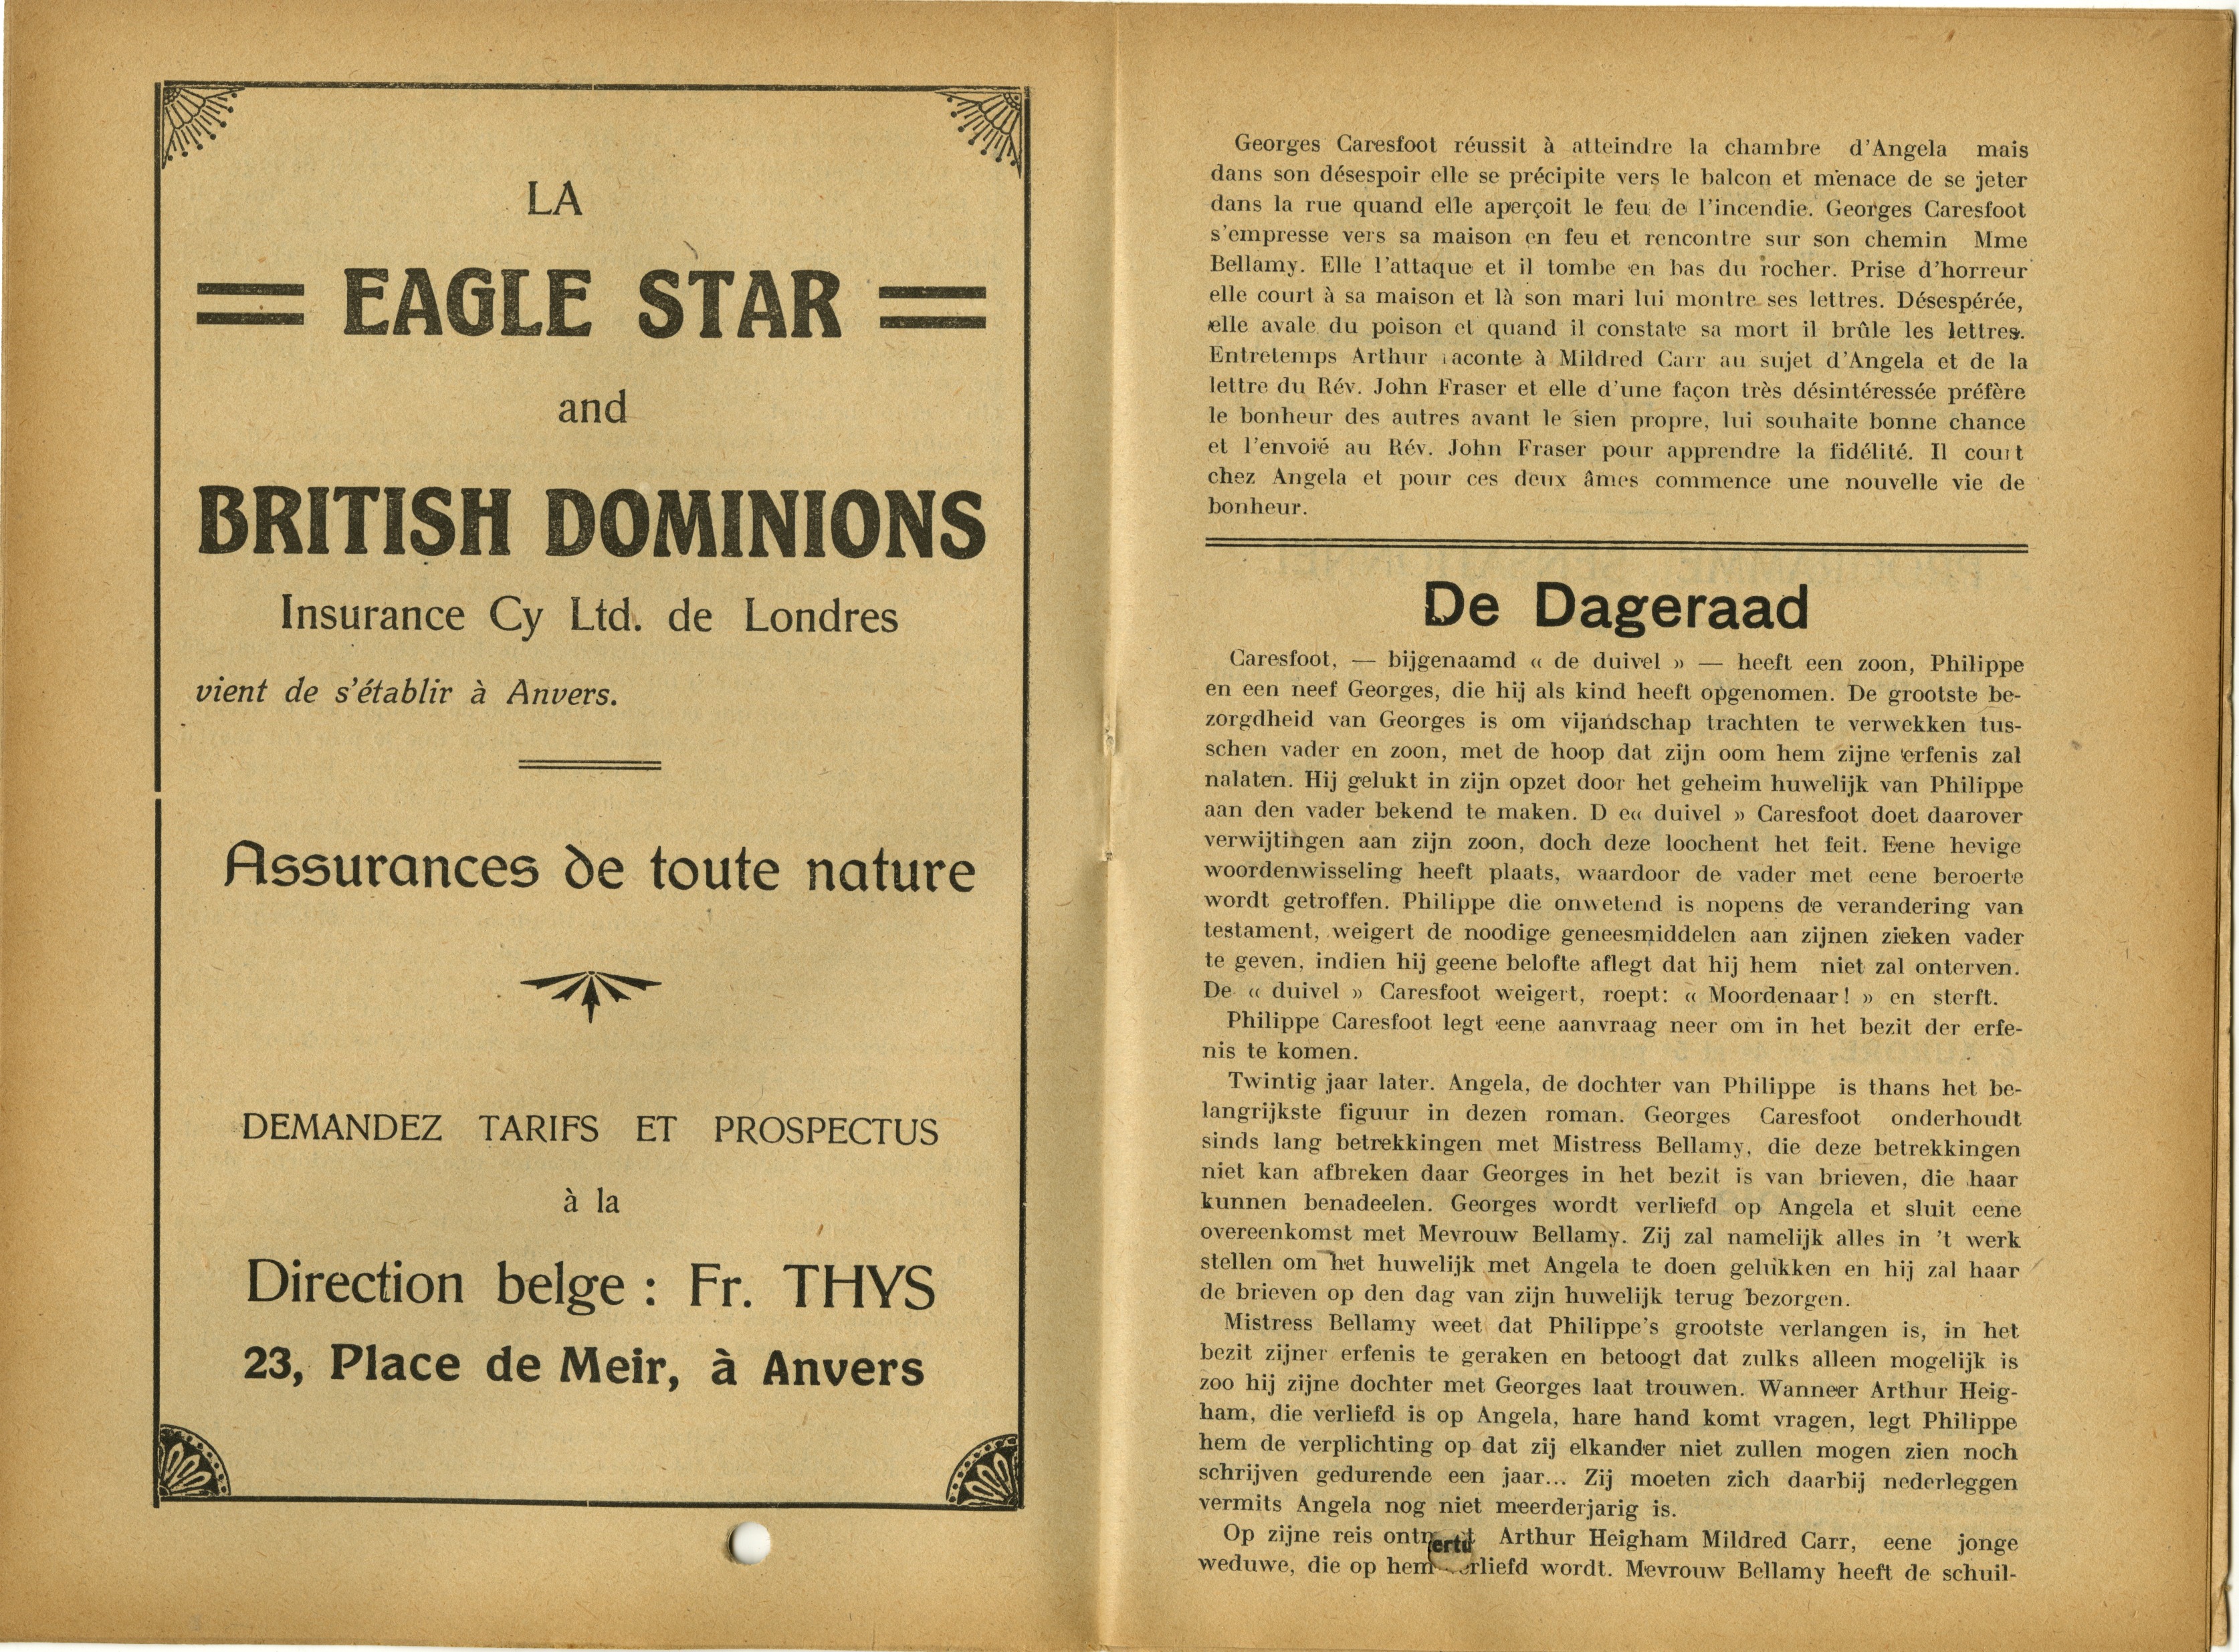 LA
EAGLE STAR
and
BRITISH DOMINIONS
Insurance Cy Ltd. de Londres
vient de s'établir à Anvers.
Assurances de toute nature
DEMANDEZ TARIFS ET PROSPECTUS
à la
Direction belge : Fr. THYS
23, Place de Meir, à Anvers
Georges Caresfoot réussit à atteindre la chambre d'Angela mais
dans son désespoir elle se précipite vers le balcon et menace de se jeter
dans la rue quand elle aperçoit le feu de l'incendie. Georges Caresfoot
s'empresse vers sa maison en feu et rencontre sur son chemin Mme
Bellamy. Elle l'attaque et il tombe en bas du rocher. Prise d'horreur
elle court à sa maison et là son mari lui montre ses lettres. Désespérée,
elle avale du poison et quand il constate sa mort il brûle les lettres.
Entretemps Arthur raconte à Mildred Carr au sujet d'Angela et de la
lettre du Rév. John Fraser et elle d'une façon très désintéressée préfère
le bonheur des autres avant le sien propre, lui souhaite bonne chance
et l'envoié au Rév. John Fraser pour apprendre la fidélité. Il court
chez Angela et pour ces deux âmes commence une nouvelle vie de
bonheur.
De Dageraad
Caresfoot, — bijgenaamd « de duivel » — heeft een zoon, Philippe
en een neef Georges, die hij als kind heeft opgenomen. De grootste be-
zorgdheid van Georges is om vijandschap trachten te verwekken tus-
schen vader en zoon, met de hoop dat zijn oom hem zijne erfenis zal
nalaten. Hij gelukt in zijn opzet door het geheim huwelijk van Philippe
aan den vader bekend te maken. D e« duivel » Caresfoot doet daarover
verwijtingen aan zijn zoon, doch deze loochent het feit. Eene hevige
woordenwisseling heeft plaats, waardoor de vader met eene beroerte
wordt getroffen. Philippe die onwetend is nopens de verandering van
testament, weigert de noodige geneesmiddelen aan zijnen zieken vader
te geven, indien hij geene belofte aflegt dat hij hem niet zal onterven.
De « duivel » Caresfoot weigert, roept: « Moordenaar! » en sterft.
Philippe Caresfoot legt eene aanvraag neer om in het bezit der erfe-
nis te komen.
Twintig jaar later. Angela, de dochter van Philippe is thans het be-
langrijkste figuur in dezen roman. Georges Caresfoot onderhoudt
sinds lang betrekkingen met Mistress Bellamy, die deze betrekkingen
niet kan afbreken daar Georges in het bezit is van brieven, die haar
kunnen benadeelen. Georges wordt verliefd op Angela et sluit eene
overeenkomst met Mevrouw Bellamy. Zij zal namelijk alles in 't werk
stellen om het huwelijk met Angela te doen gelukken en hij zal haar
de brieven op den dag van zijn huwelijk terug bezorgen.
Mistress Bellamy weet dat Philippe's grootste verlangen is, in het
bezit zijner erfenis te geraken en betoogt dat zulks alleen mogelijk is
zoo hij zijne dochter met Georges laat trouwen. Wanneer Arthur Heig-
ham, die verliefd is op Angela, hare hand komt vragen, legt Philippe
hem de verplichting op dat zij elkander niet zullen mogen zien noch
schrijven gedurende een jaar... Zij moeten zich daarbij nederleggen
vermits Angela nog niet meerderjarig is.
Op zijne reis Arthur Heigham Mildred Carr, eene jonge
weduwe, die op hem wordt. Mevrouw Bellamy heeft de schuil-